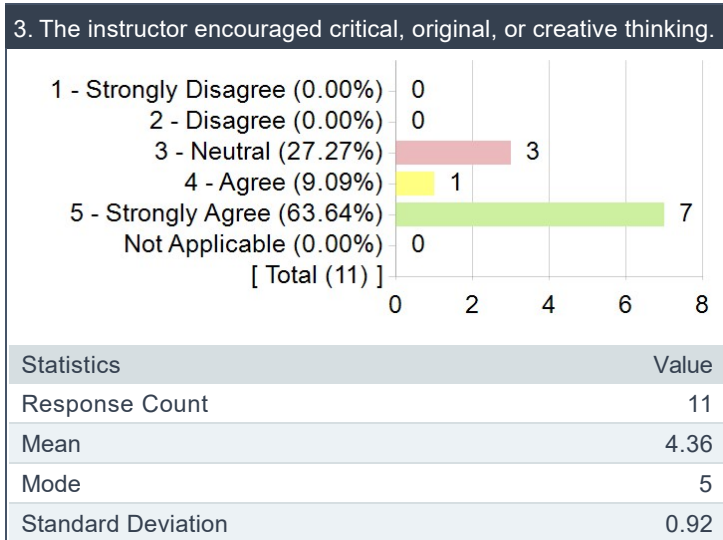 3. The instructor encouraged critical, original, or creative thinking.
1 - Strongly Disagree (0.00%) 0
2 - Disagree (0.00%) 0
3 - Neutral (27.27%) 3
4 - Agree (9.09%) 1
5 - Strongly Agree (63.64%) 7
Not Applicable (0.00%) 0
[ Total (11) ]
0 2 4 6 8
Statistics Value
Response Count 11
Mean 4.36
Mode 5
Standard Deviation 0.92